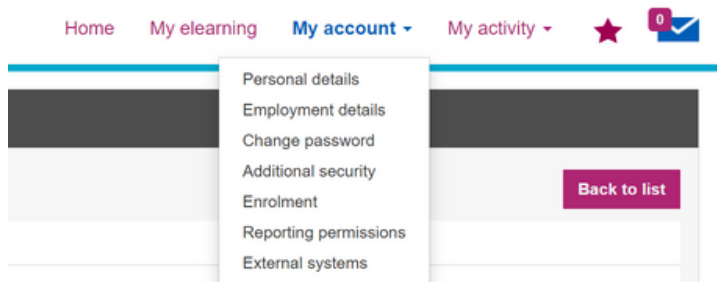 Home My elearning My account My activity 0
Personal details
Employment details
Change password
Additional security
Back to list
Enrolment
Reporting permissions
External systems